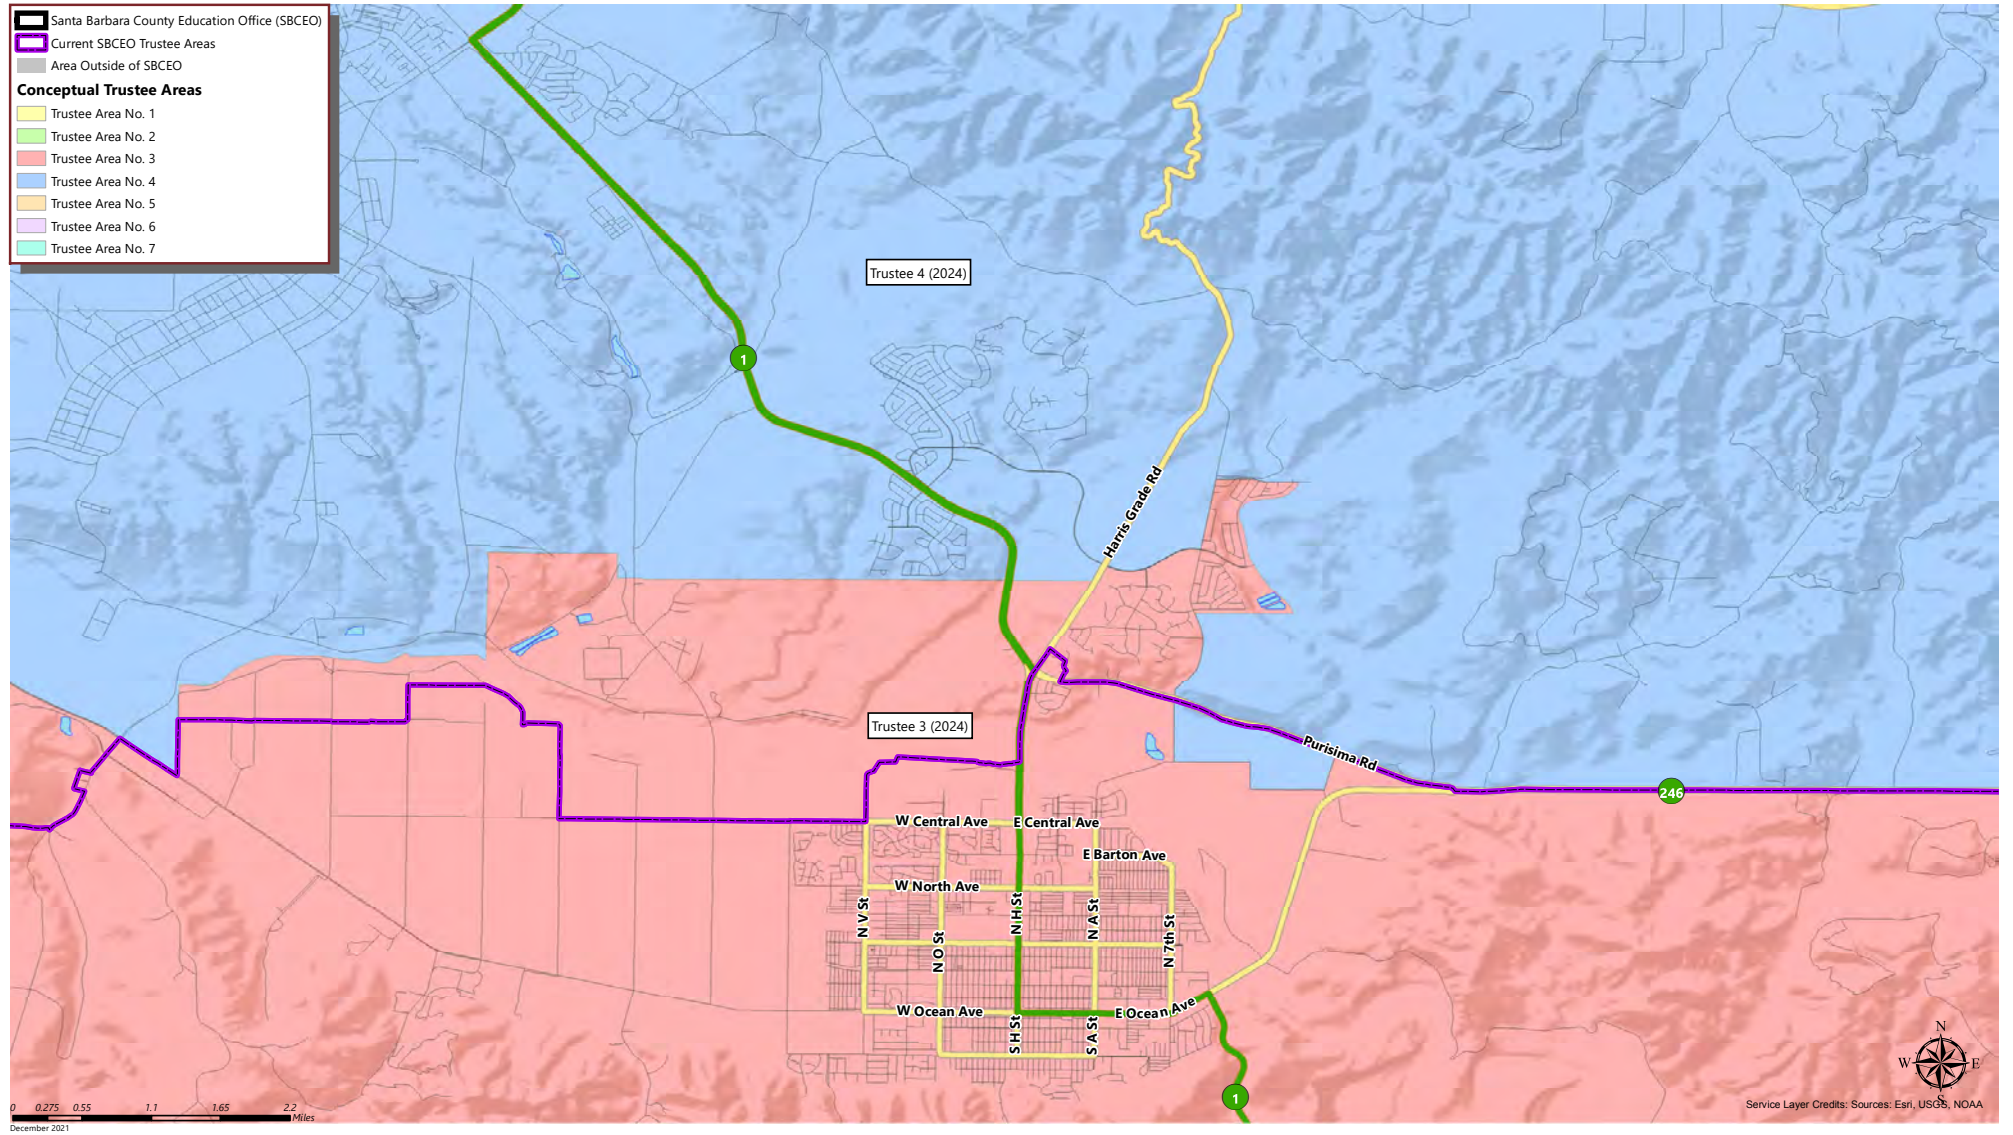 Santa Barbara County Education Office (SBCEO)
Current SBCEO Trustee Areas
Area Outside of SBCEO
Conceptual Trustee Areas
Trustee Area No. 1
Trustee Area No. 2
Trustee Area No. 3
Trustee Area No. 4
Trustee Area No. 5
Trustee Area No. 6
Trustee Area No. 7
Trustee 4 (2024)
1
Harris Grade Rd
Trustee 3 (2024)
Purisima Rd
246
W Central Ave
E Central Ave
E Barton Ave
W North Ave
N V St
N O St
N H St
N A St
N 7th St
W Ocean Ave
E Ocean Ave
S H St
S A St
1
N
W
E
S
0 0.275 0.55 1.1 1.65 2.2
Miles
December 2021
Service Layer Credits: Sources: Esri, USGS, NOAA